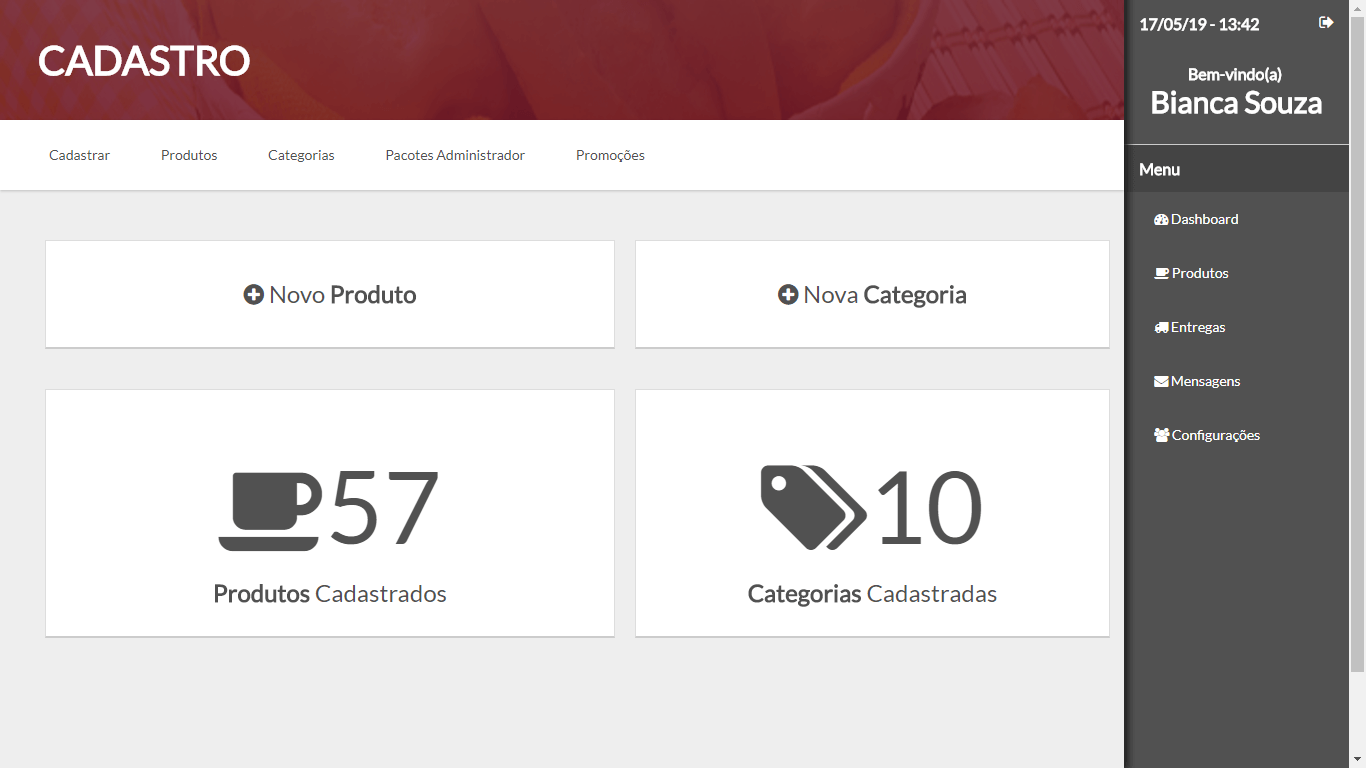 CADASTRO
17/05/19 - 13:42
Bem-vindo(a)
Bianca Souza
Cadastrar
Produtos
Categorias
Pacotes Administrador
Promoções
Menu
Dashboard
Produtos
Entregas
Mensagens
Configurações
Novo Produto
Nova Categoria
57
Produtos Cadastrados
10
Categorias Cadastradas